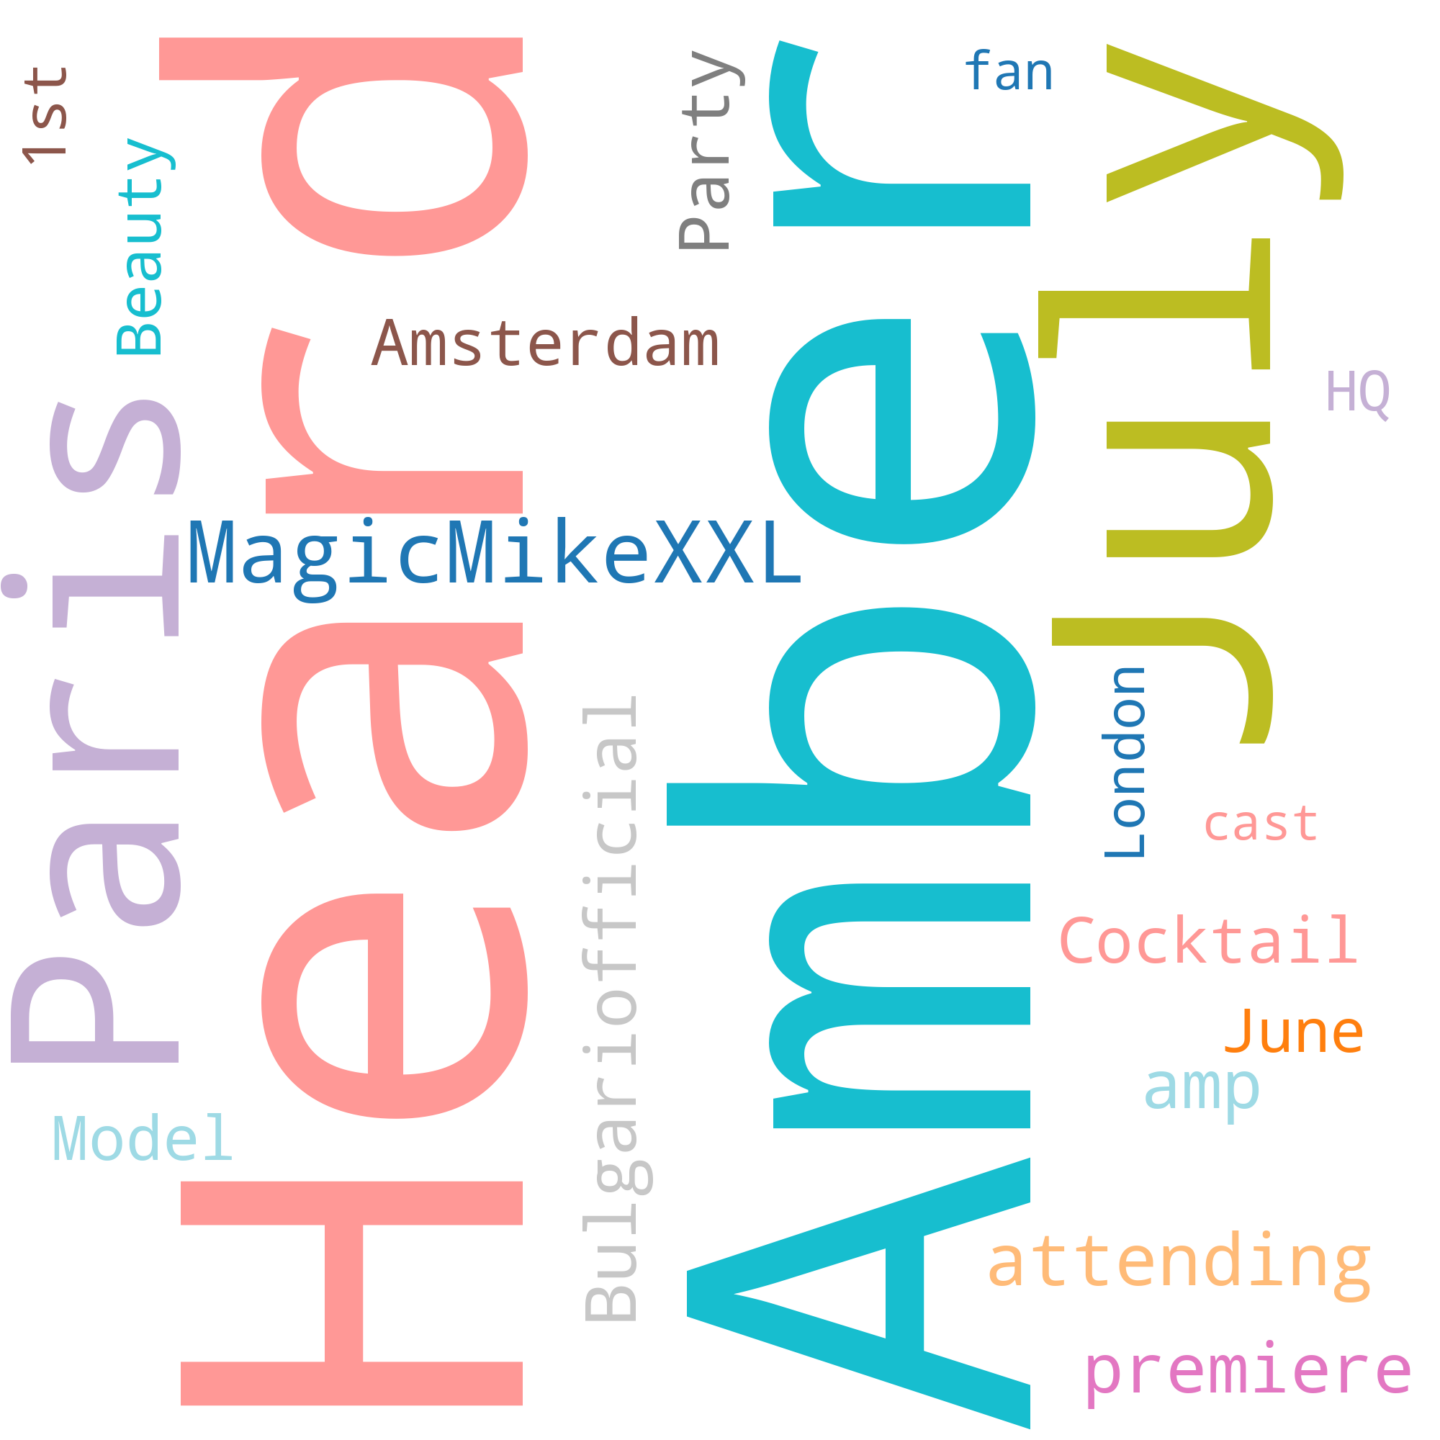 1st
Beauty
Paris
Model
Heard
Amsterdam
MagicMikeXXL
Bulgariofficial
Party
Amber
fan
July
HQ
London
cast
Cocktail
June
amp
attending
premiere